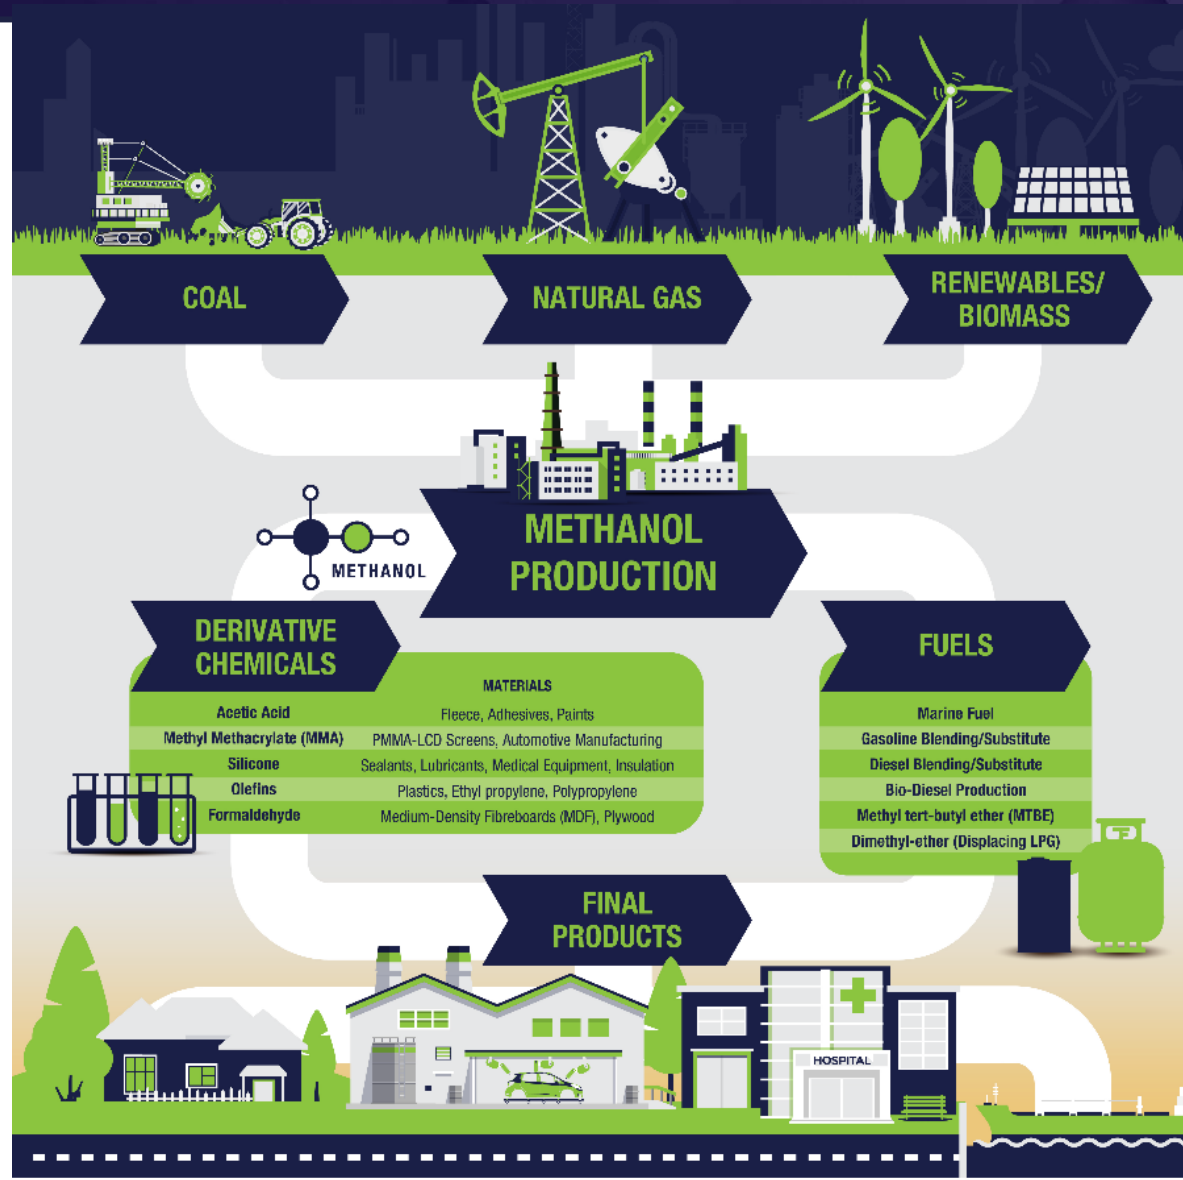 COAL
NATURAL GAS
RENEWABLES/
BIOMASS
METHANOL
PRODUCTION
METHANOL
DERIVATIVE
CHEMICALS
MATERIALS
Acetic Acid Fleece, Adhesives, Paints
Methyl Methacrylate (MMA) PMMA-LCD Screens, Automotive Manufacturing
Silicone Sealants, Lubricants, Medical Equipment, Insulation
Olefins Plastics, Ethyl propylene, Polypropylene
Formaldehyde Medium-Density Fibreboards (MDF), Plywood
FUELS
Marine Fuel
Gasoline Blending/Substitute
Diesel Blending/Substitute
Bio-Diesel Production
Methyl tert-butyl ether (MTBE)
Dimethyl-ether (Displacing LPG)
FINAL
PRODUCTS
HOSPITAL